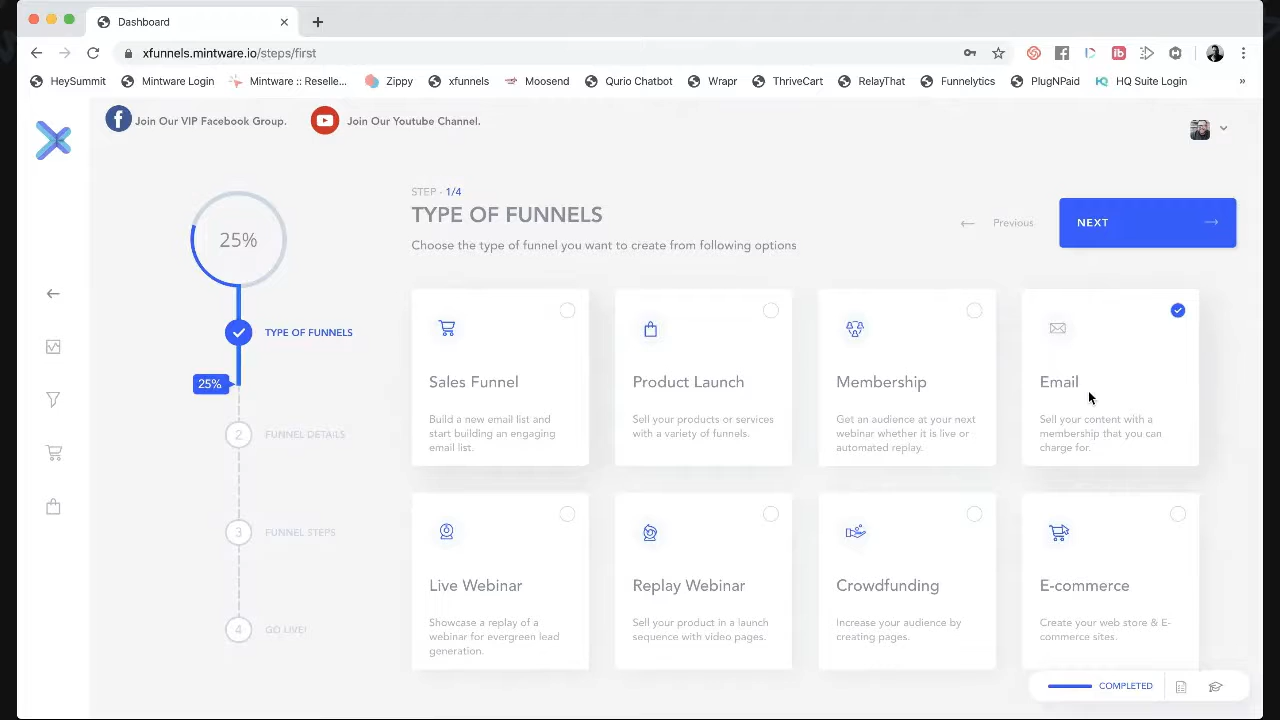 Dashboard
xfunnels.mintware.io/steps/first
HeySummit Mintware Login Mintware :: Reselle... Zippy xfunnels Moosend Qurio Chatbot Wrapr ThriveCart RelayThat Funnelytics PlugNPaid HQ Suite Login »
Join Our VIP Facebook Group. Join Our Youtube Channel.
STEP - 1/4
TYPE OF FUNNELS
Choose the type of funnel you want to create from following options
Previous
NEXT
25%
TYPE OF FUNNELS
25%
2 FUNNEL DETAILS
3 FUNNEL STEPS
4 GO LIVE!
Sales Funnel
Build a new email list and
start building an engaging
email list.
Product Launch
Sell your products or services
with a variety of funnels.
Membership
Get an audience at your next
webinar whether it is live or
automated replay.
Email
Sell your content with a
membership that you can
charge for.
Live Webinar
Showcase a replay of a
webinar for evergreen lead
generation.
Replay Webinar
Sell your product in a launch
sequence with video pages.
Crowdfunding
Increase your audience by
creating pages.
E-commerce
Create your web store & E-
commerce sites.
COMPLETED